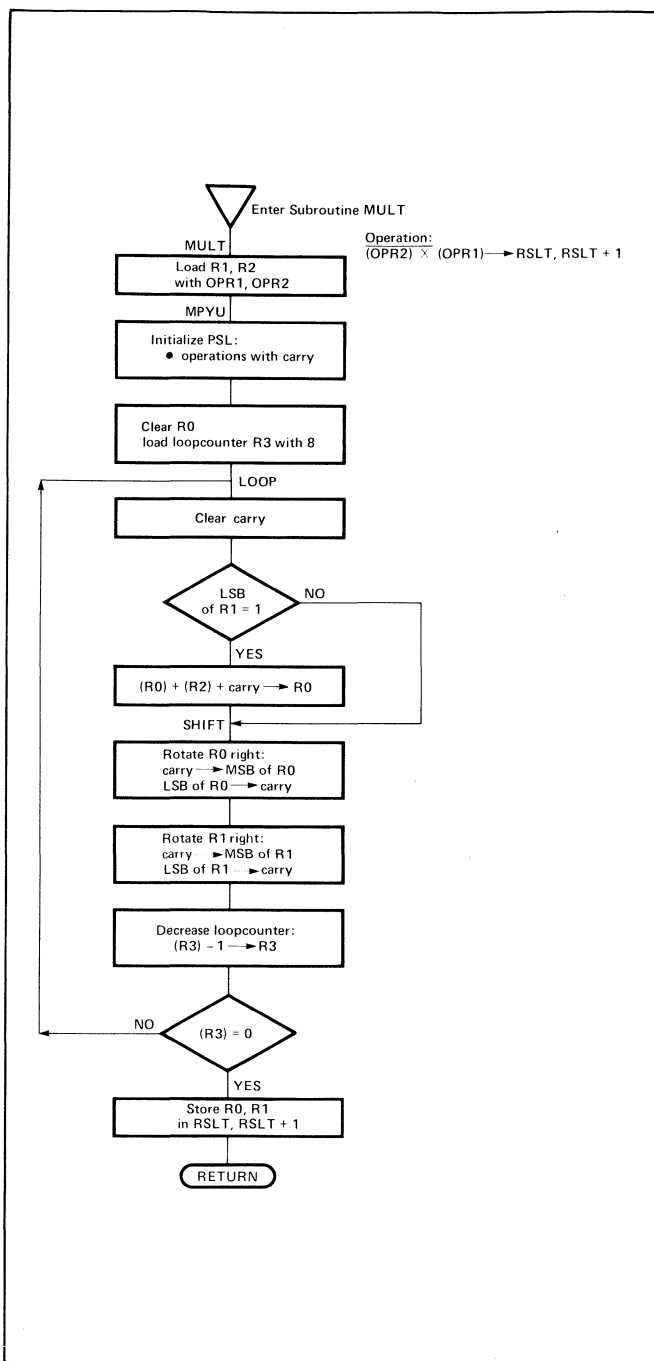 Enter Subroutine MULT
Operation:
(OPR2) × (OPR1) → RSLT, RSLT + 1
MULT
Load R1, R2
with OPR1, OPR2
MPYU
Initialize PSL:
● operations with carry
Clear R0
load loopcounter R3 with 8
LOOP
Clear carry
LSB
of R1 = 1
NO
YES
(R0) + (R2) + carry → R0
SHIFT
Rotate R0 right:
carry → MSB of R0
LSB of R0 → carry
Rotate R1 right:
carry → MSB of R1
LSB of R1 → carry
Decrease loopcounter:
(R3) - 1 → R3
NO
(R3) = 0
YES
Store R0, R1
in RSLT, RSLT + 1
RETURN